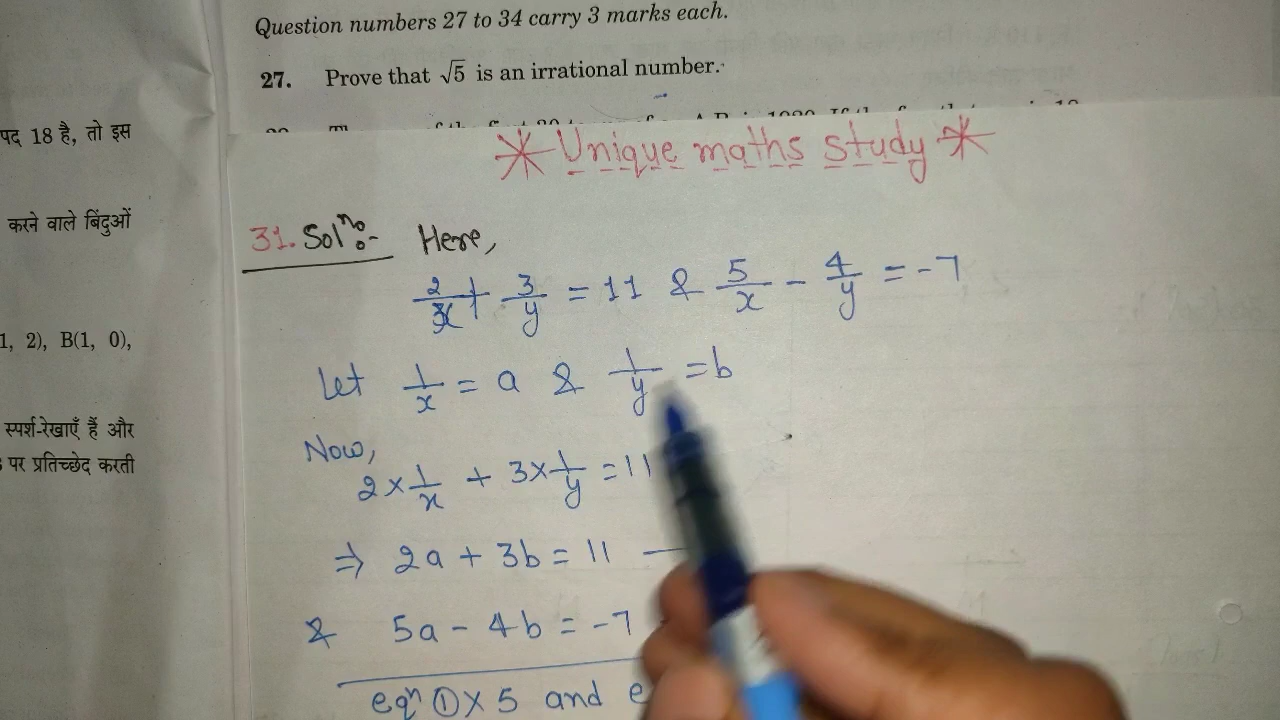 Question numbers 27 to 34 carry 3 marks each.
27. Prove that √5 is an irrational number.
पद 18 है, तो इस
करने वाले बिंदुओं
1, 2), B(1, 0),
स्पर्श-रेखाएँ हैं और
पर प्रतिच्छेद करती
* Unique maths study *
31. Solⁿ:- Here,
2/x + 3/y = 11 & 5/x - 4/y = -7
Let 1/x = a & 1/y = b
Now,
2 × 1/x + 3 × 1/y = 11
⇒ 2a + 3b = 11 —
& 5a - 4b = -7
eqⁿ ① × 5 and e